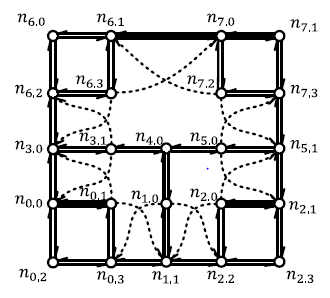 n6.0 n6.1 n7.0 n7.1
n6,2 n6.3 n7.2 n7,3
n3.0 n3.1 n4.0 n5.0 n5,1
n0,0 n0,1 n1,0 n2,0 n2,1
n0,2 n0,3 n1,1 n2.2 n2.3